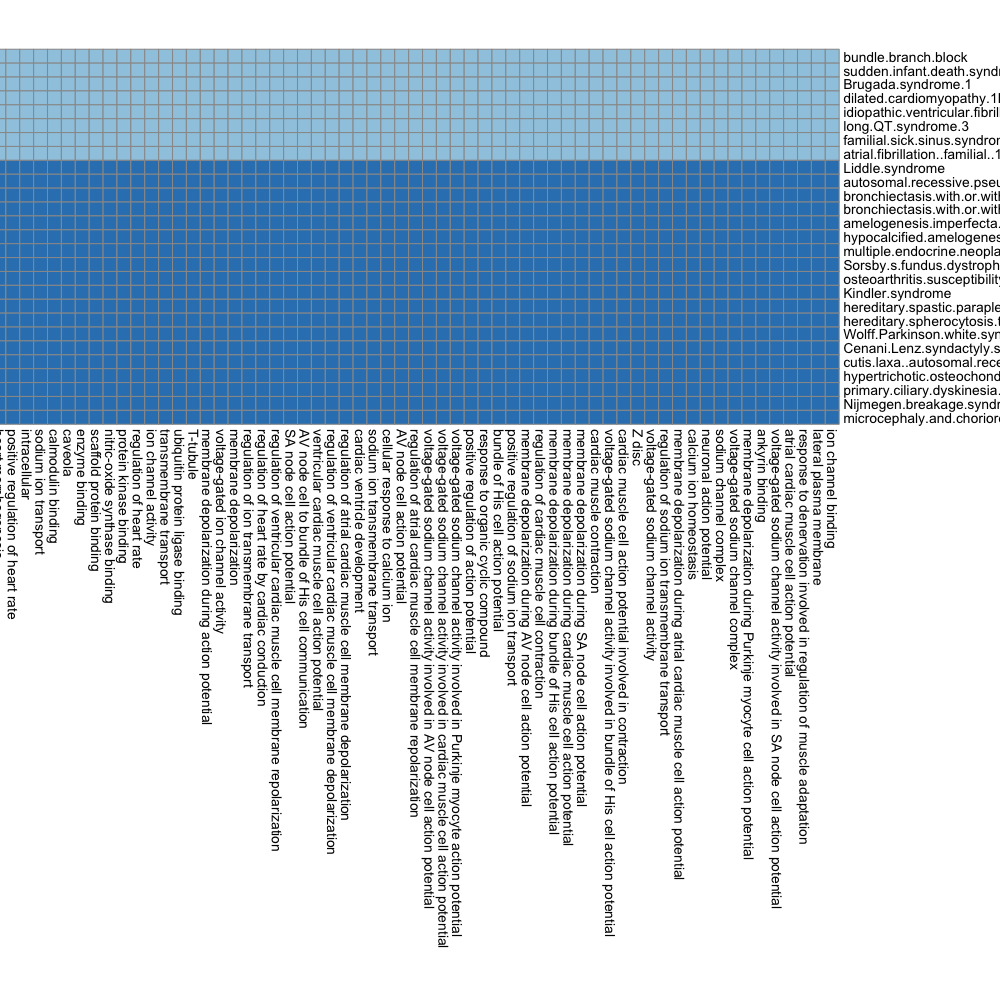 bundle.branch.block
sudden.infant.death.syndr
Brugada.syndrome.1
dilated.cardiomyopathy.1
idiopathic.ventricular.fibril
long.QT.syndrome.3
familial.sick.sinus.syndrom
atrial.fibrillation..familial..1
Liddle.syndrome
autosomal.recessive.pseu
bronchiectasis.with.or.with
bronchiectasis.with.or.with
amelogenesis.imperfecta.
hypocalcified.amelogenes
multiple.endocrine.neopla
Sorsby.s.fundus.dystroph
osteoarthritis.susceptibility
Kindler.syndrome
hereditary.spastic.paraple
hereditary.spherocytosis.t
Wolff.Parkinson.white.syn
Cenani.Lenz.syndactyly.s
cutis.laxa..autosomal.rece
hypertrichotic.osteochond
primary.ciliary.dyskinesia.
Nijmegen.breakage.syndr
microcephaly.and.chorior
positive regulation of heart rate
intracellular
sodium ion transport
calmodulin binding
caveola
enzyme binding
scaffold protein binding
nitric-oxide synthase binding
protein kinase binding
regulation of heart rate
ion channel activity
transmembrane transport
ubiquitin protein ligase binding
T-tubule
membrane depolarization during action potential
voltage-gated ion channel activity
membrane depolarization
regulation of ion transmembrane transport
regulation of heart rate by cardiac conduction
regulation of ventricular cardiac muscle cell membrane repolarization
SA node cell action potential
AV node cell to bundle of His cell communication
ventricular cardiac muscle cell action potential
regulation of ventricular cardiac muscle cell membrane depolarization
regulation of atrial cardiac muscle cell membrane depolarization
cardiac ventricle development
sodium ion transmembrane transport
cellular response to calcium ion
AV node cell action potential
regulation of atrial cardiac muscle cell membrane repolarization
voltage-gated sodium channel activity involved in AV node cell action potential
voltage-gated sodium channel activity involved in cardiac muscle cell action potential
voltage-gated sodium channel activity involved in Purkinje myocyte action potential
positive regulation of action potential
response to organic cyclic compound
bundle of His cell action potential
positive regulation of sodium ion transport
membrane depolarization during AV node cell action potential
regulation of cardiac muscle cell contraction
membrane depolarization during bundle of His cell action potential
membrane depolarization during cardiac muscle cell action potential
membrane depolarization during SA node cell action potential
cardiac muscle contraction
voltage-gated sodium channel activity involved in bundle of His cell action potential
cardiac muscle cell action potential involved in contraction
Z disc
voltage-gated sodium channel activity
regulation of sodium ion transmembrane transport
membrane depolarization during atrial cardiac muscle cell action potential
calcium ion homeostasis
neuronal action potential
sodium channel complex
voltage-gated sodium channel complex
membrane depolarization during Purkinje myocyte cell action potential
ankyrin binding
voltage-gated sodium channel activity involved in SA node cell action potential
atrial cardiac muscle cell action potential
response to denervation involved in regulation of muscle adaptation
lateral plasma membrane
ion channel binding